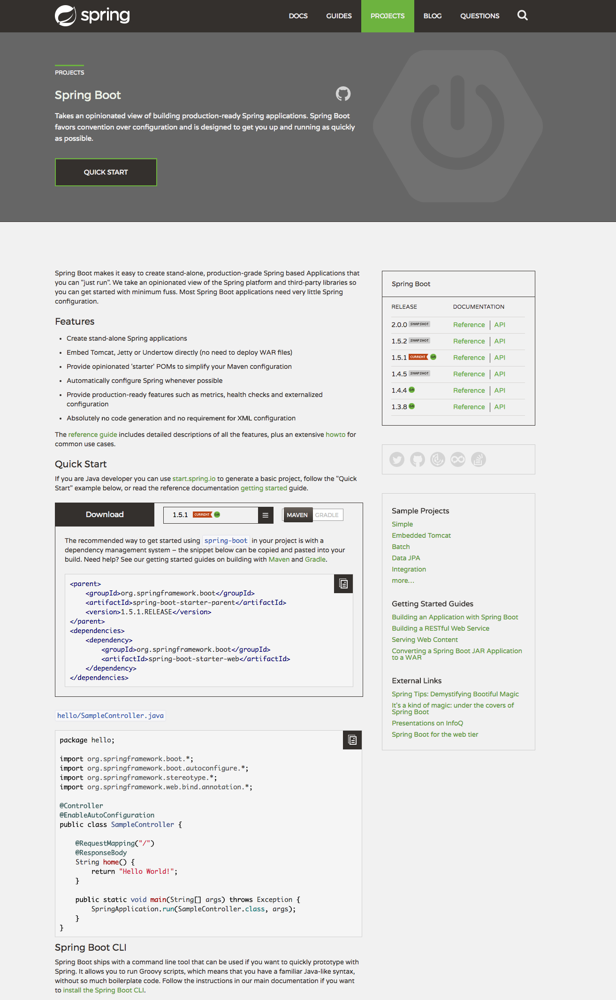 spring
DOCS
GUIDES
PROJECTS
BLOG
QUESTIONS
PROJECTS
Spring Boot
Takes an opinionated view of building production-ready Spring applications. Spring Boot
favors convention over configuration and is designed to get you up and running as quickly
as possible.
QUICK START
Spring Boot makes it easy to create stand-alone, production-grade Spring based Applications that
you can "just run". We take an opinionated view of the Spring platform and third-party libraries so
you can get started with minimum fuss. Most Spring Boot applications need very little Spring
configuration.
Features
• Create stand-alone Spring applications
• Embed Tomcat, Jetty or Undertow directly (no need to deploy WAR files)
• Provide opinionated 'starter' POMs to simplify your Maven configuration
• Automatically configure Spring whenever possible
• Provide production-ready features such as metrics, health checks and externalized
configuration
• Absolutely no code generation and no requirement for XML configuration
The reference guide includes detailed descriptions of all the features, plus an extensive howto for
common use cases.
Quick Start
If you are Java developer you can use start.spring.io to generate a basic project, follow the "Quick
Start" example below, or read the reference documentation getting started guide.
Download
1.5.1 CURRENT GA
MAVEN GRADLE
The recommended way to get started using spring-boot in your project is with a
dependency management system – the snippet below can be copied and pasted into your
build. Need help? See our getting started guides on building with Maven and Gradle.
<parent>
    <groupId>org.springframework.boot</groupId>
    <artifactId>spring-boot-starter-parent</artifactId>
    <version>1.5.1.RELEASE</version>
</parent>
<dependencies>
    <dependency>
        <groupId>org.springframework.boot</groupId>
        <artifactId>spring-boot-starter-web</artifactId>
    </dependency>
</dependencies>
hello/SampleController.java
package hello;
import org.springframework.boot.*;
import org.springframework.boot.autoconfigure.*;
import org.springframework.stereotype.*;
import org.springframework.web.bind.annotation.*;
@Controller
@EnableAutoConfiguration
public class SampleController {
    @RequestMapping("/")
    @ResponseBody
    String home() {
        return "Hello World!";
    }
    public static void main(String[] args) throws Exception {
        SpringApplication.run(SampleController.class, args);
    }
}
Spring Boot CLI
Spring Boot ships with a command line tool that can be used if you want to quickly prototype with
Spring. It allows you to run Groovy scripts, which means that you have a familiar Java-like syntax,
without so much boilerplate code. Follow the instructions in our main documentation if you want
to install the Spring Boot CLI.
Spring Boot
RELEASE DOCUMENTATION
2.0.0 SNAPSHOT Reference API
1.5.2 SNAPSHOT Reference API
1.5.1 CURRENT GA Reference API
1.4.5 SNAPSHOT Reference API
1.4.4 GA Reference API
1.3.8 GA Reference API
Sample Projects
Simple
Embedded Tomcat
Batch
Data JPA
Integration
more…
Getting Started Guides
Building an Application with Spring Boot
Building a RESTful Web Service
Serving Web Content
Converting a Spring Boot JAR Application
to a WAR
External Links
Spring Tips: Demystifying Bootiful Magic
It's a kind of magic: under the covers of
Spring Boot
Presentations on InfoQ
Spring Boot for the web tier